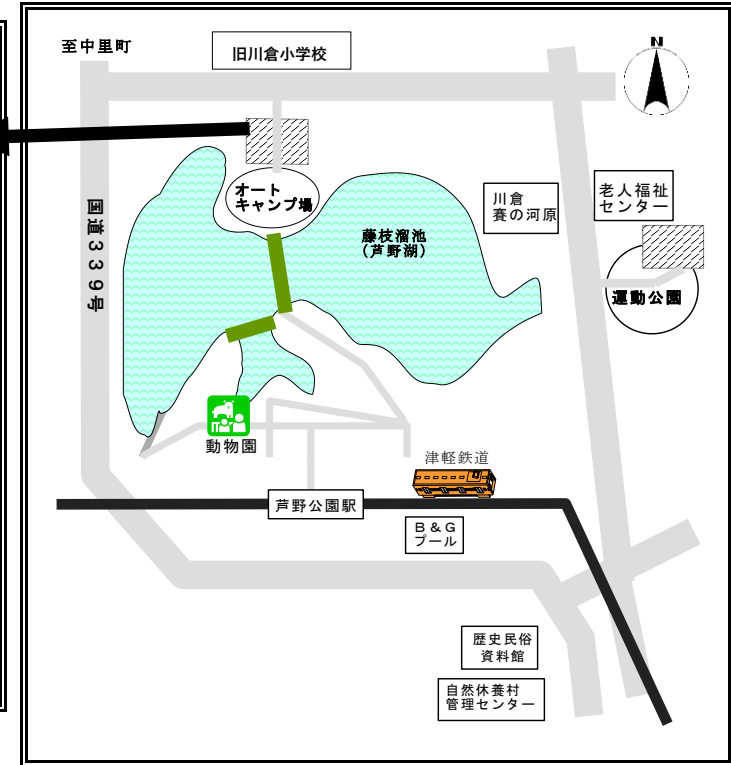 至中里町
旧川倉小学校
N
オート
キャンプ場
国道３３９号
藤枝溜池
(芦野湖)
川倉
賽の河原
老人福祉
センター
運動公園
動物園
津軽鉄道
芦野公園駅
Ｂ＆Ｇ
プール
歴史民俗
資料館
自然休養村
管理センター